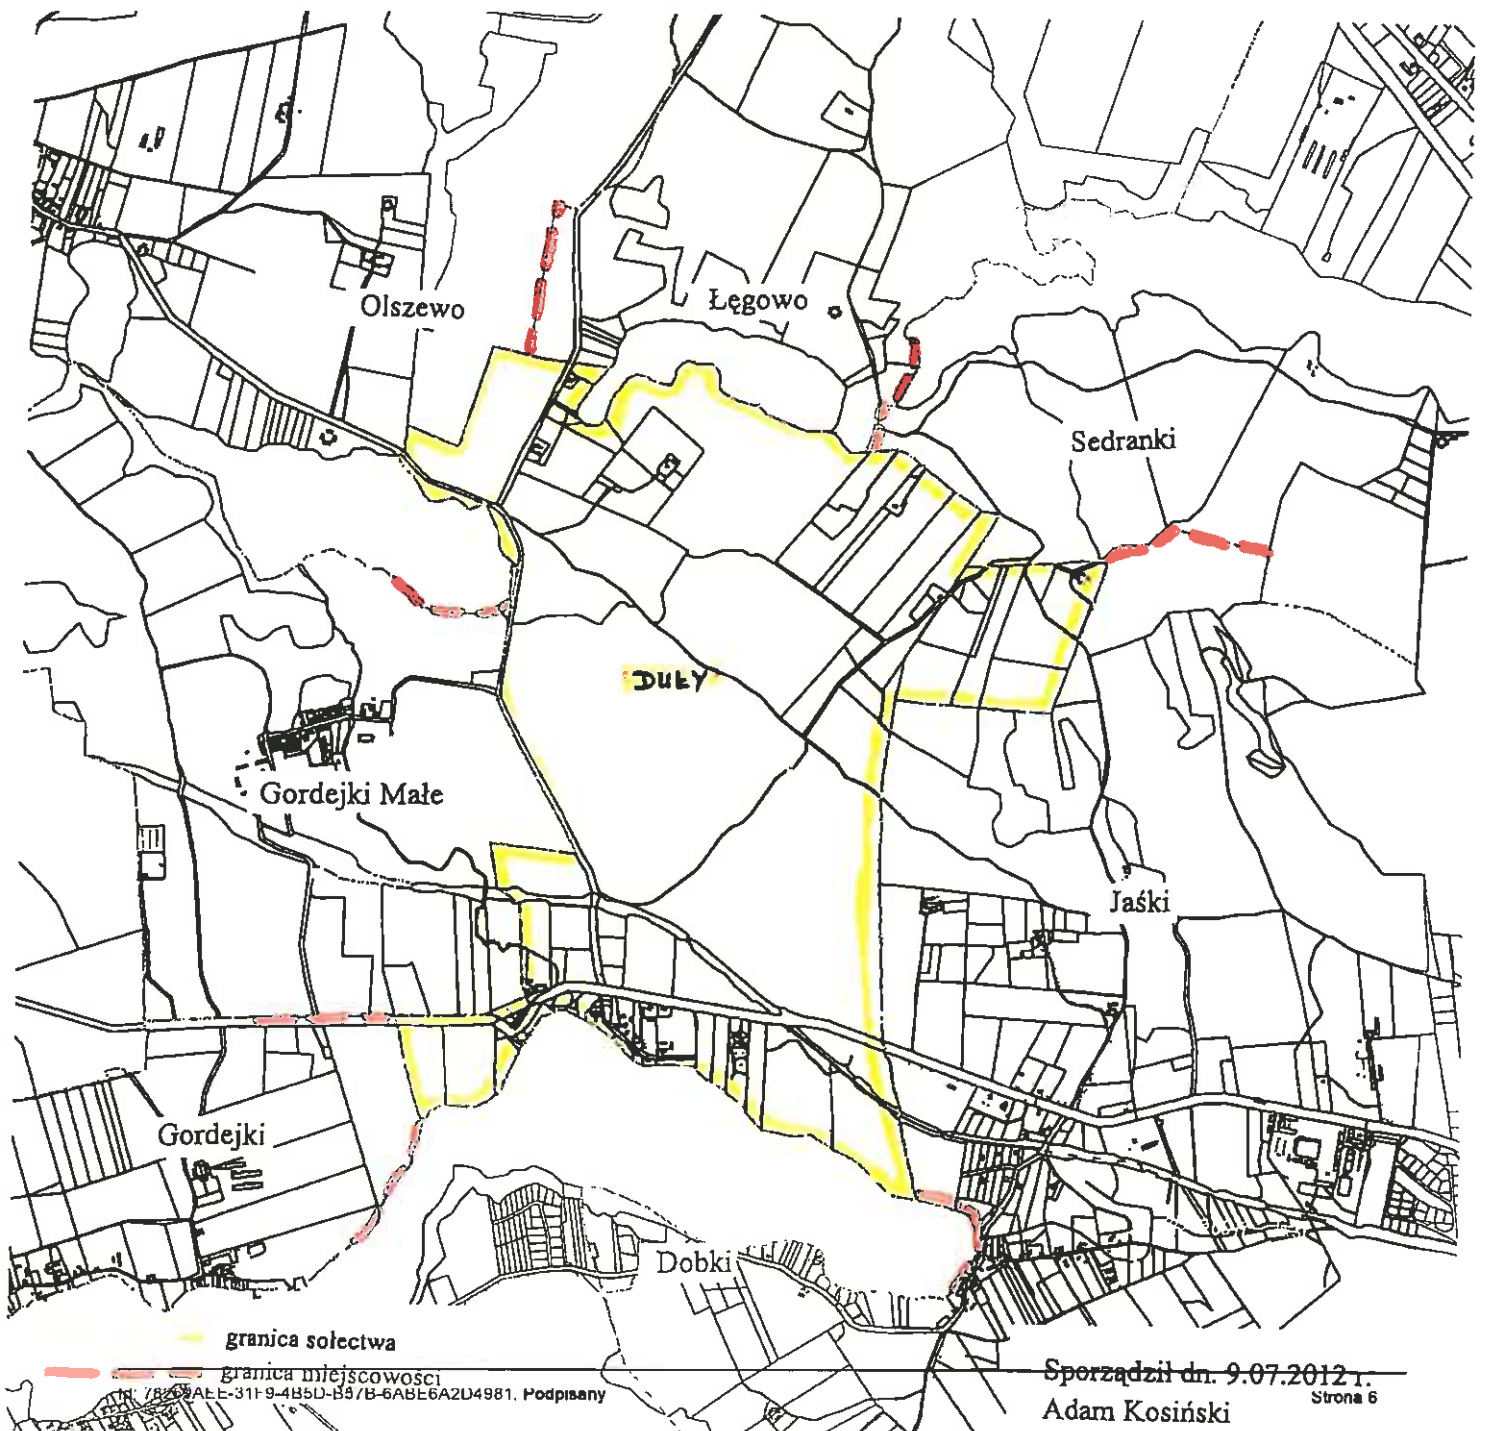 Olszewo
Łęgowo
Sedranki
DUŁY
Gordejki Małe
Jaśki
Gordejki
Dobki
granica sołectwa
granica miejscowości
Sporządził dn. 9.07.2012 r.
Podpisany
Strona 6
Adam Kosiński